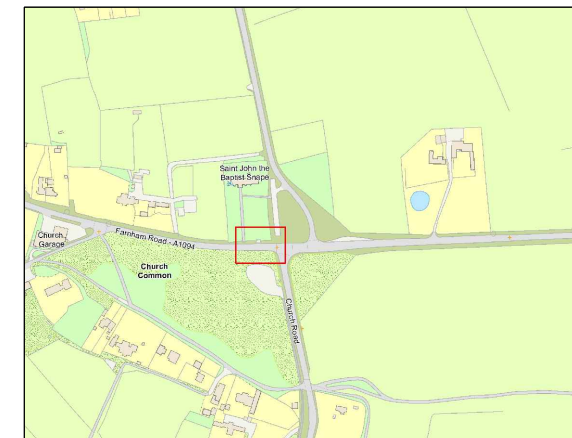 Saint John the
Baptist Snape
Church
Garage
Farnham Road - A1094
Church
Common
Church Road